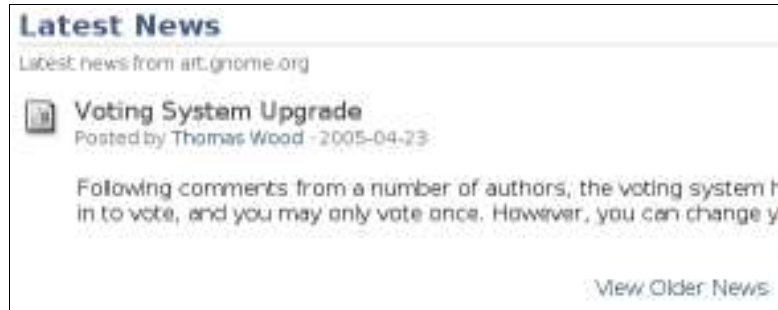 Latest News
Latest news from art.gnome.org
Voting System Upgrade
Posted by Thomas Wood - 2005-04-23
Following comments from a number of authors, the voting system h
in to vote, and you may only vote once. However, you can change y
View Older News